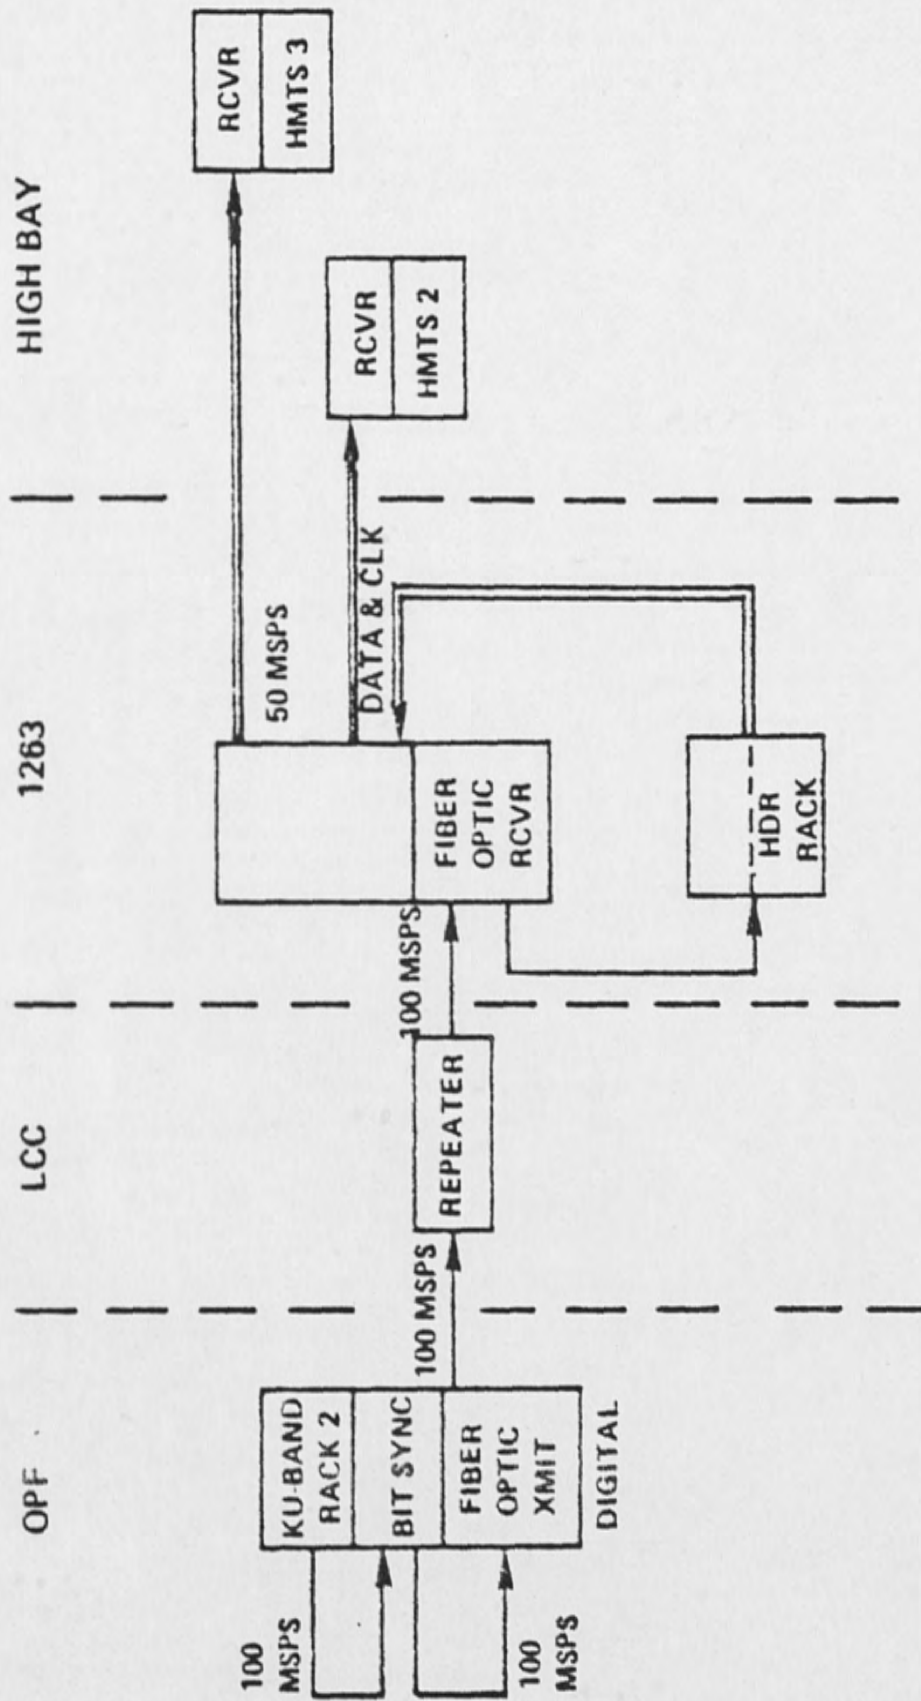 OPF
LCC
1263
HIGH BAY
100
MSPS
KU-BAND
RACK 2
BIT SYNC
FIBER
OPTIC
XMIT
DIGITAL
100
MSPS
100 MSPS
REPEATER
100 MSPS
FIBER
OPTIC
RCVR
HDR
RACK
50 MSPS
DATA & CLK
RCVR
HMTS 2
RCVR
HMTS 3